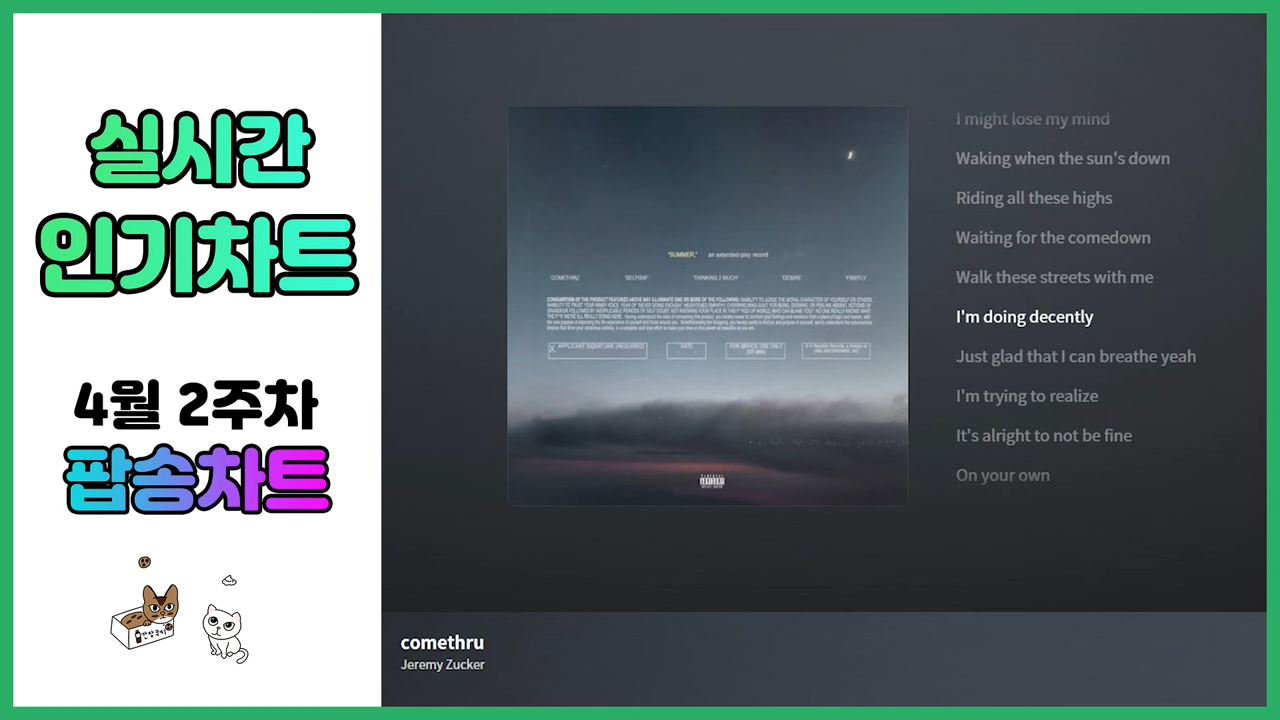 실시간
인기차트
4월 2주차
팝송차트
"SUMMER," an extended-play record
'COMETHRU' 'SELFISH' 'THINKING 2 MUCH' 'DESIRE' 'FIREFLY'
APPLICANT SIGNATURE (REQUIRED)
DATE
FOR OFFICE USE ONLY
I might lose my mind
Waking when the sun's down
Riding all these highs
Waiting for the comedown
Walk these streets with me
I'm doing decently
Just glad that I can breathe yeah
I'm trying to realize
It's alright to not be fine
On your own
comethru
Jeremy Zucker